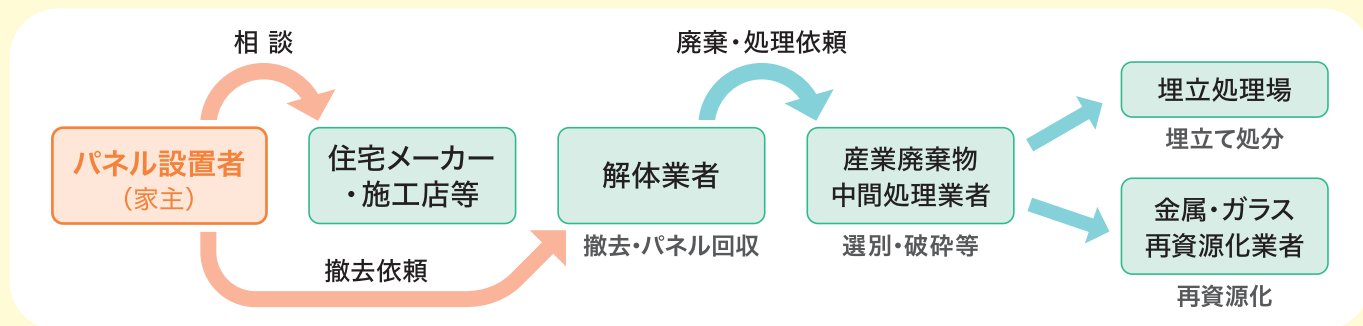 相談
廃棄・処理依頼
パネル設置者
（家主）
住宅メーカー
・施工店等
解体業者
撤去・パネル回収
産業廃棄物
中間処理業者
選別・破砕等
埋立処理場
埋立て処分
金属・ガラス
再資源化業者
再資源化
撤去依頼